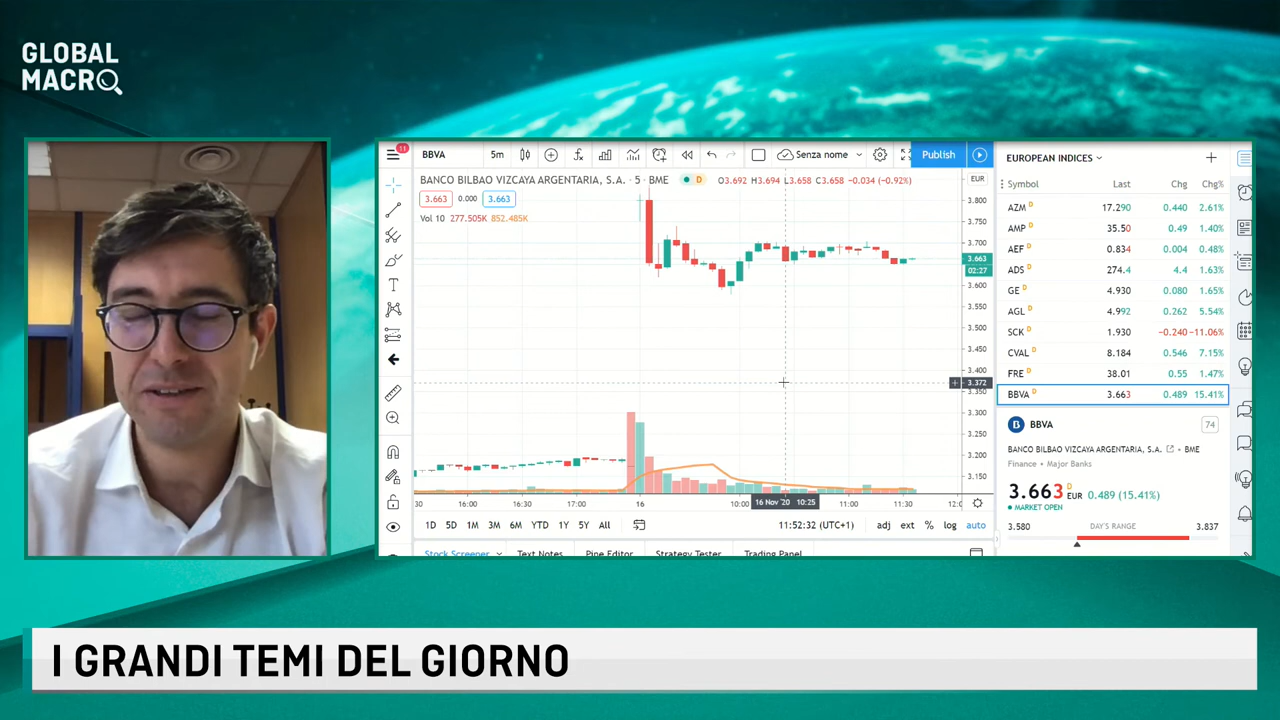 GLOBAL
MACRO
11
BBVA
5m
Senza nome
Publish
BANCO BILBAO VIZCAYA ARGENTARIA, S.A. · 5 · BME
D
O3.692 H3.694 L3.658 C3.658 -0.034 (-0.92%)
EUR
3.663
0.000
3.663
Vol 10 277.505K 852.485K
3.800
3.750
3.700
3.663
02:27
3.600
3.550
3.500
3.450
3.400
3.372
3.300
3.250
3.200
3.150
:30
16:00
16:30
17:00
16
10:00
16 Nov '20 10:25
11:00
11:30
12:0
1D 5D 1M 3M 6M YTD 1Y 5Y All
11:52:32 (UTC+1)
adj ext % log auto
Stock Screener
Text Notes
Pine Editor
Strategy Tester
Trading Panel
EUROPEAN INDICES
Symbol Last Chg Chg%
AZM D 17.290 0.440 2.61%
AMP D 35.50 0.49 1.40%
AEF D 0.834 0.004 0.48%
ADS D 274.4 4.4 1.63%
GE D 4.930 0.080 1.65%
AGL D 4.992 0.262 5.54%
SCK D 1.930 -0.240 -11.06%
CVAL D 8.184 0.546 7.15%
FRE D 38.01 0.55 1.47%
BBVA D 3.663 0.489 15.41%
B BBVA 74
BANCO BILBAO VIZCAYA ARGENTARIA, S.A. • BME
Finance • Major Banks
3.663 D EUR 0.489 (15.41%)
MARKET OPEN
3.580 DAY'S RANGE 3.837
I GRANDI TEMI DEL GIORNO